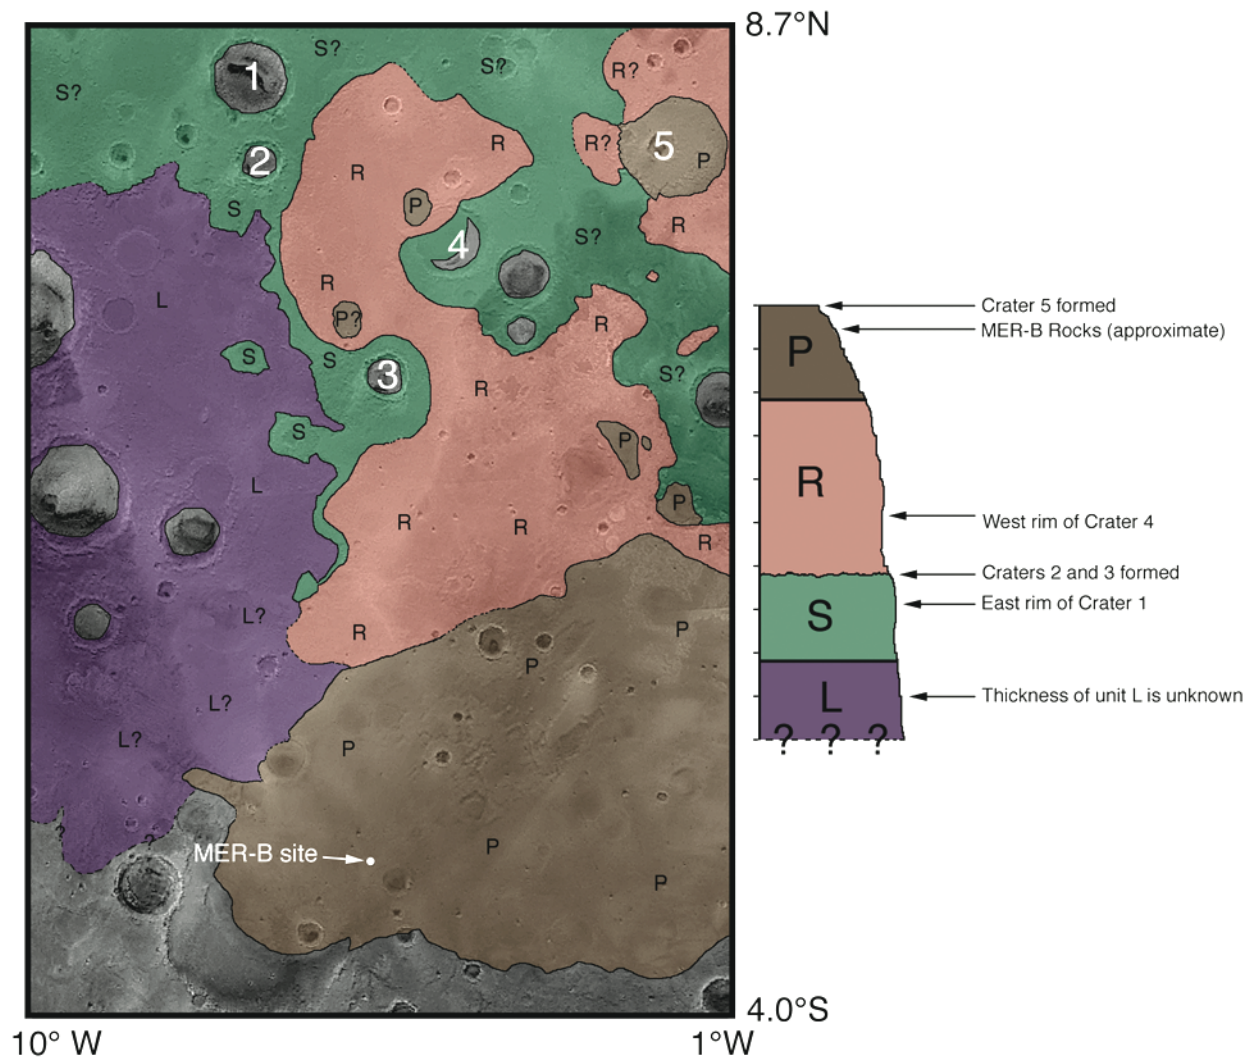 8.7°N
S?
S?
S?
R?
1
2
S
R
R
R?
5
P
P
4
S?
R
L
R
P?
S
S
3
R
R
S?
S
P
L
P
R
R
R
L?
R
P
P
L?
L?
P
?
?
MER-B site
P
P
10° W
1°W
4.0°S
P
R
S
L
? ? ?
Crater 5 formed
MER-B Rocks (approximate)
West rim of Crater 4
Craters 2 and 3 formed
East rim of Crater 1
Thickness of unit L is unknown